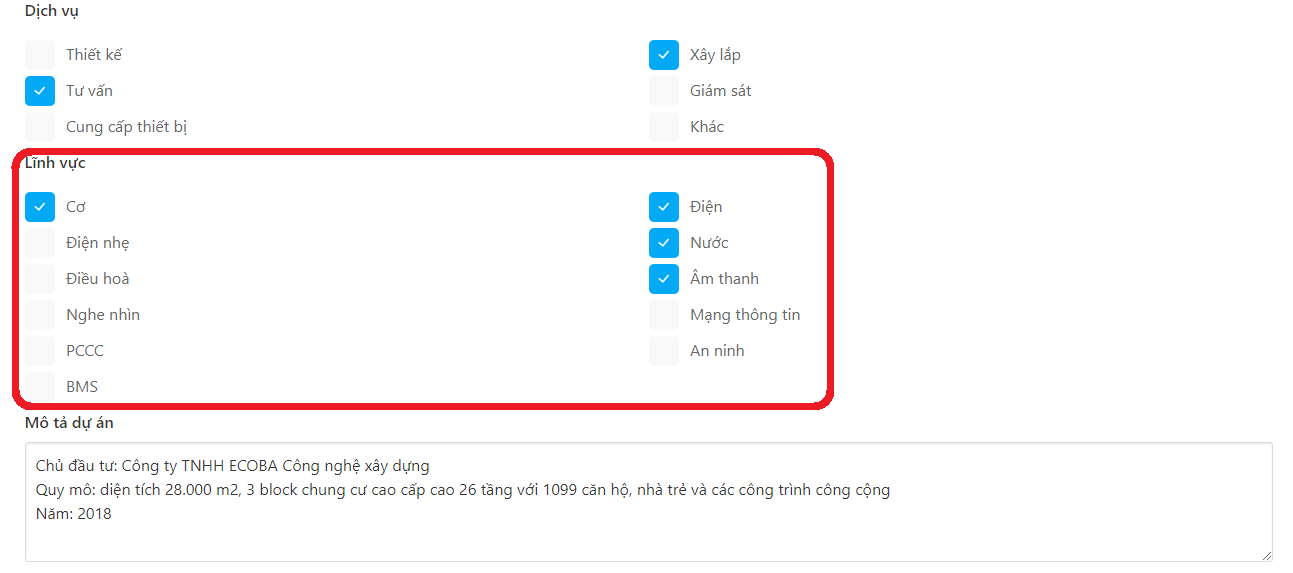 Dịch vụ
Thiết kế
Xây lắp
Tư vấn
Giám sát
Cung cấp thiết bị
Khác
Lĩnh vực
Cơ
Điện
Điện nhẹ
Nước
Điều hoà
Âm thanh
Nghe nhìn
Mạng thông tin
PCCC
An ninh
BMS
Mô tả dự án
Chủ đầu tư: Công ty TNHH ECOBA Công nghệ xây dựng
Quy mô: diện tích 28.000 m2, 3 block chung cư cao cấp cao 26 tầng với 1099 căn hộ, nhà trẻ và các công trình công cộng
Năm: 2018